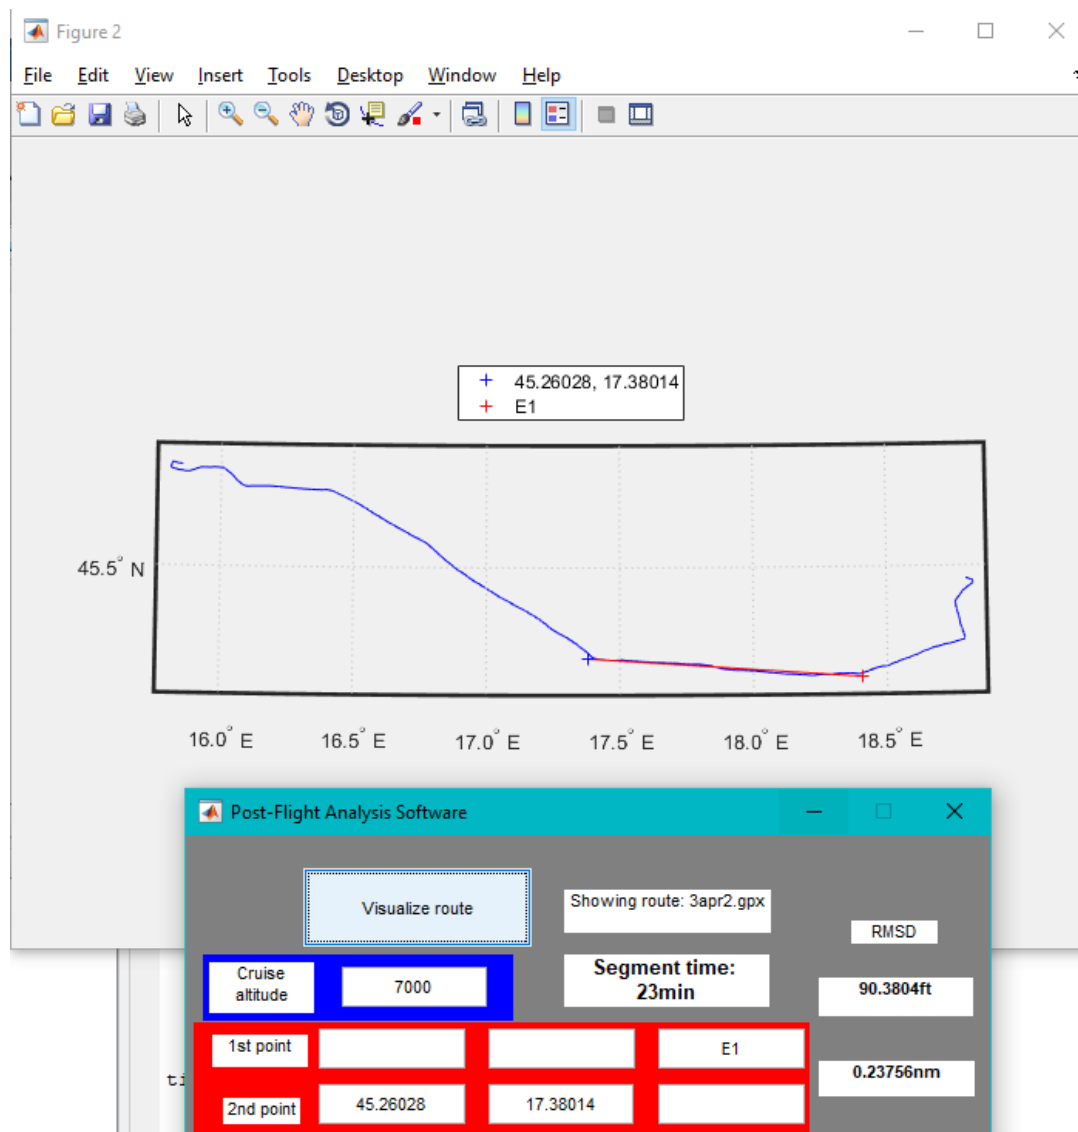 Figure 2
File Edit View Insert Tools Desktop Window Help
45.26028, 17.38014
E1
45.5° N
16.0° E 16.5° E 17.0° E 17.5° E 18.0° E 18.5° E
Post-Flight Analysis Software
Visualize route
Showing route: 3apr2.gpx
RMSD
Cruise
altitude
7000
Segment time:
23min
90.3804ft
1st point
E1
0.23756nm
ti
2nd point
45.26028
17.38014